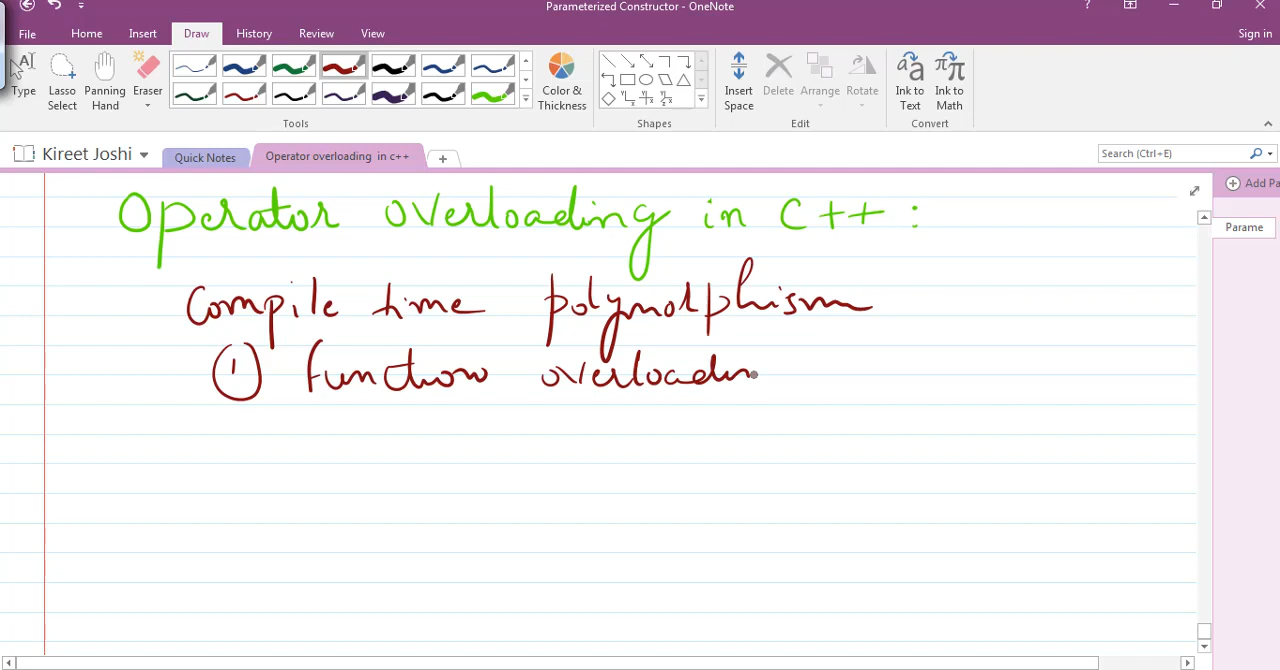 Parameterized Constructor - OneNote
File Home Insert Draw History Review View
Sign in
Type
Lasso Select
Panning Hand
Eraser
Color & Thickness
Insert Space
Delete
Arrange
Rotate
Ink to Text
Ink to Math
Tools
Shapes
Edit
Convert
Kireet Joshi
Quick Notes
Operator overloading in c++
Search (Ctrl+E)
Add Pa
Parame
Operator overloading in C++ :
Compile time polymorphism
① function overloadin